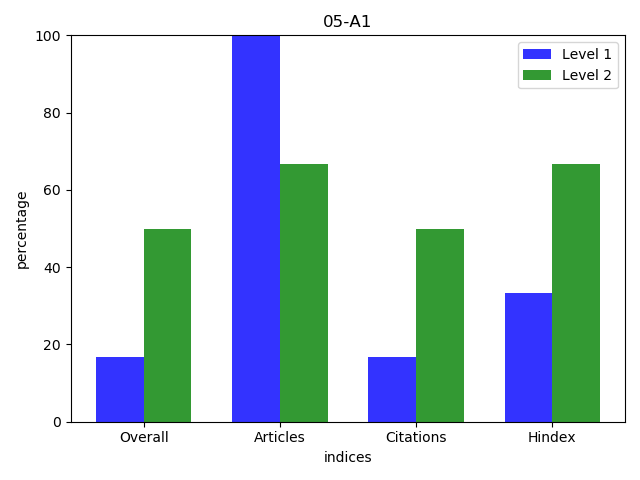 05-A1
Level 1
Level 2
percentage
100
80
60
40
20
0
Overall Articles Citations Hindex
indices